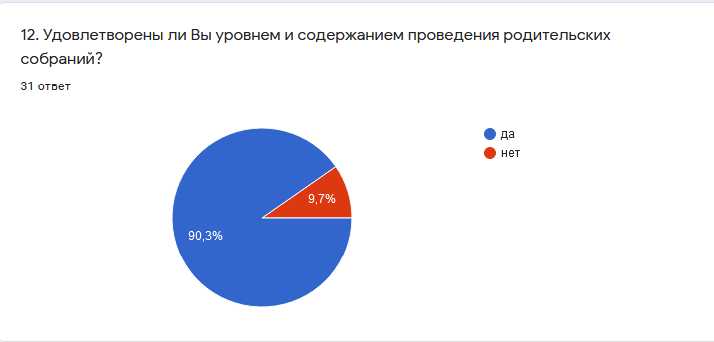 12. Удовлетворены ли Вы уровнем и содержанием проведения родительских
собраний?
31 ответ
да
нет
9,7%
90,3%